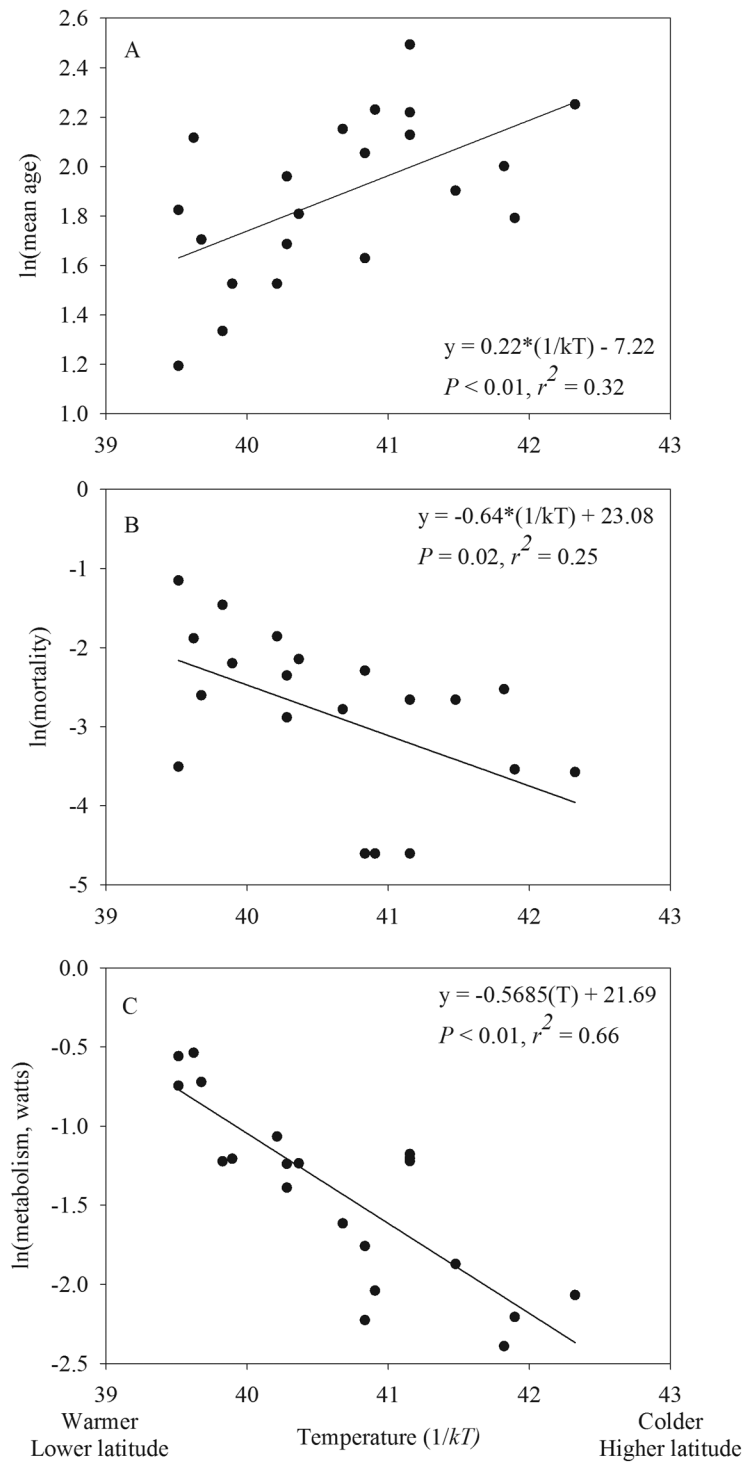 A
2.6
2.4
2.2
2.0
1.8
1.6
1.4
1.2
1.0
ln(mean age)
y = 0.22*(1/kT) - 7.22
P < 0.01, r² = 0.32
39 40 41 42 43
B
0
-1
-2
-3
-4
-5
ln(mortality)
y = -0.64*(1/kT) + 23.08
P = 0.02, r² = 0.25
39 40 41 42 43
C
0.0
-0.5
-1.0
-1.5
-2.0
-2.5
ln(metabolism, watts)
y = -0.5685(T) + 21.69
P < 0.01, r² = 0.66
39 40 41 42 43
Warmer
Lower latitude
Temperature (1/kT)
Colder
Higher latitude